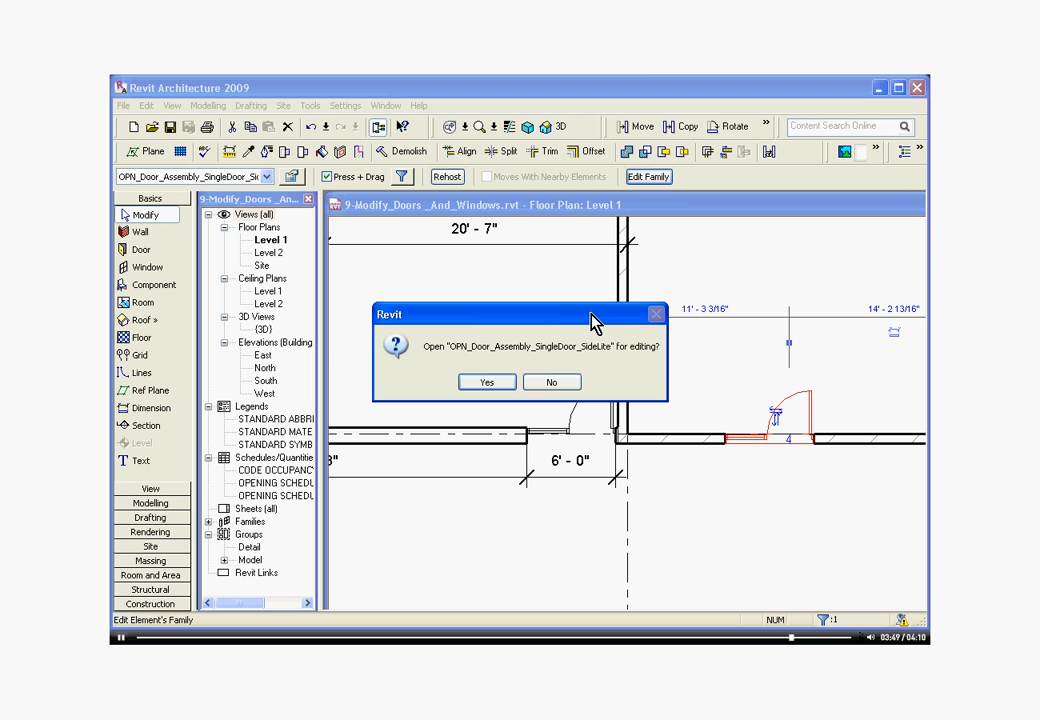 Revit Architecture 2009
File Edit View Modelling Drafting Site Tools Settings Window Help
3D Move Copy Rotate » Content Search Online
Plane Demolish Align Split Trim Offset » »
OPN_Door_Assembly_SingleDoor_Sic Press + Drag Rehost Moves With Nearby Elements Edit Family
Basics
Modify
Wall
Door
Window
Component
Room
Roof »
Floor
Grid
Lines
Ref Plane
Dimension
Section
Level
Text
View
Modelling
Drafting
Rendering
Site
Massing
Room and Area
Structural
Construction
9-Modify_Doors _An...
Views (all)
Floor Plans
Level 1
Level 2
Site
Ceiling Plans
Level 1
Level 2
3D Views
{3D}
Elevations (Building
East
North
South
West
Legends
STANDARD ABBRI
STANDARD MATE
STANDARD SYMB
Schedules/Quantitie
CODE OCCUPANC
OPENING SCHEDU
OPENING SCHEDU
Sheets (all)
Families
Groups
Detail
Model
Revit Links
9-Modify_Doors _And_Windows.rvt - Floor Plan: Level 1
20' - 7"
11' - 3 3/16"
14' - 2 13/16"
Revit
Open "OPN_Door_Assembly_SingleDoor_SideLite" for editing?
Yes No
4
3"
6' - 0"
Edit Element's Family NUM :1
03:49 / 04:10